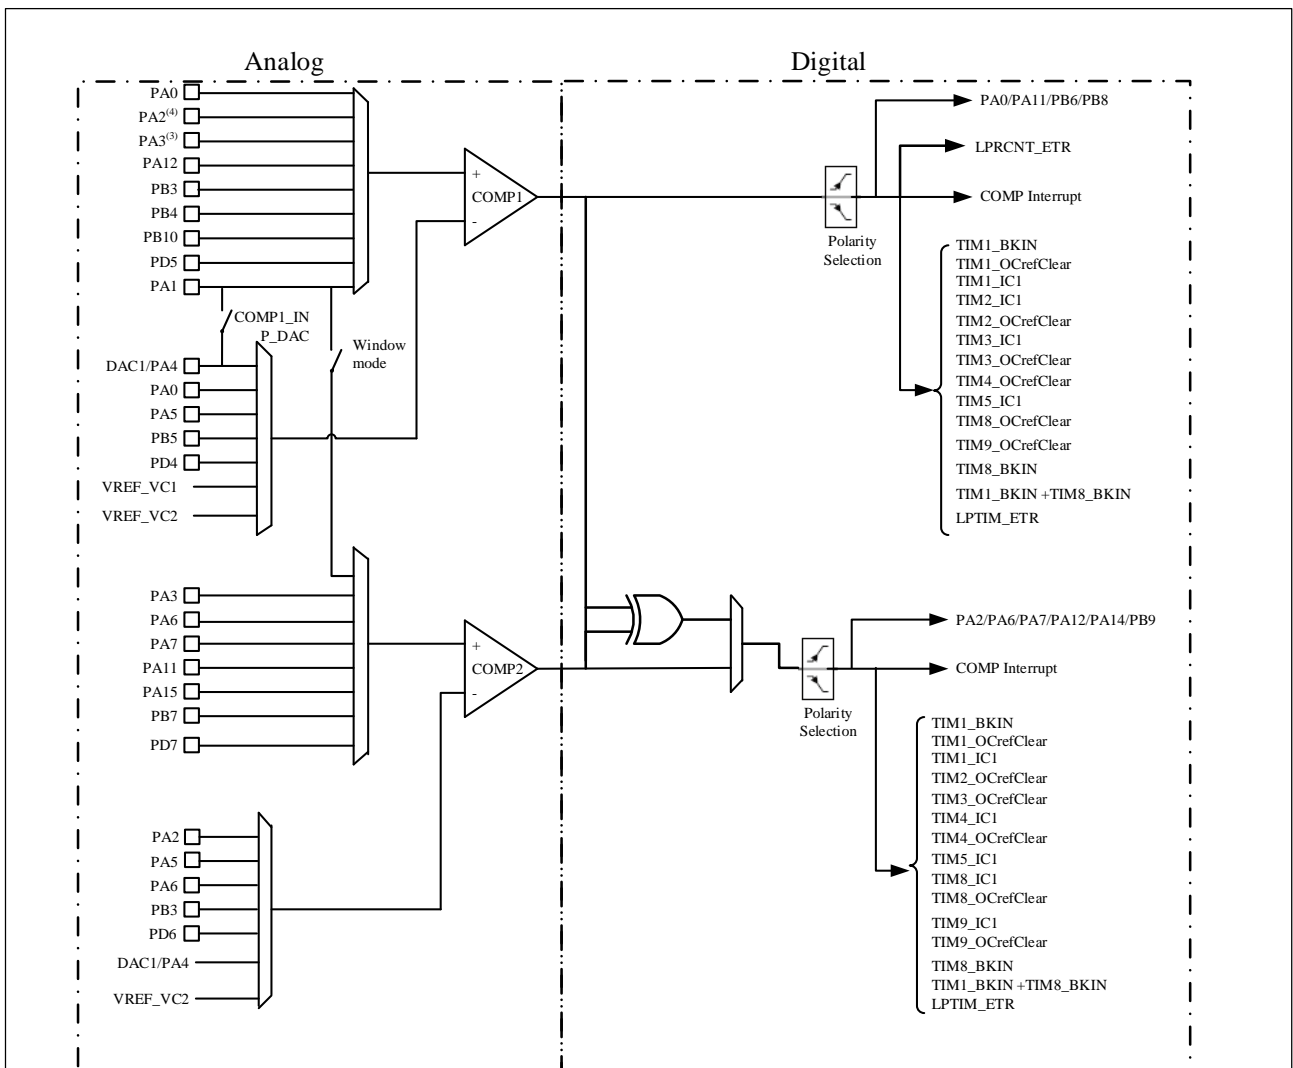 Analog
Digital
PA0
PA2(4)
PA3(3)
PA12
PB3
PB4
PB10
PD5
PA1
COMP1_IN
P_DAC
Window
mode
DAC1/PA4
PA0
PA5
PB5
PD4
VREF_VC1
VREF_VC2
+
COMP1
-
Polarity
Selection
PA0/PA11/PB6/PB8
LPRCNT_ETR
COMP Interrupt
TIM1_BKIN
TIM1_OCrefClear
TIM1_IC1
TIM2_IC1
TIM2_OCrefClear
TIM3_IC1
TIM3_OCrefClear
TIM4_OCrefClear
TIM5_IC1
TIM8_OCrefClear
TIM9_OCrefClear
TIM8_BKIN
TIM1_BKIN +TIM8_BKIN
LPTIM_ETR
PA3
PA6
PA7
PA11
PA15
PB7
PD7
+
COMP2
-
PA2
PA5
PA6
PB3
PD6
DAC1/PA4
VREF_VC2
Polarity
Selection
PA2/PA6/PA7/PA12/PA14/PB9
COMP Interrupt
TIM1_BKIN
TIM1_OCrefClear
TIM1_IC1
TIM2_OCrefClear
TIM3_OCrefClear
TIM4_IC1
TIM4_OCrefClear
TIM5_IC1
TIM8_IC1
TIM8_OCrefClear
TIM9_IC1
TIM9_OCrefClear
TIM8_BKIN
TIM1_BKIN +TIM8_BKIN
LPTIM_ETR